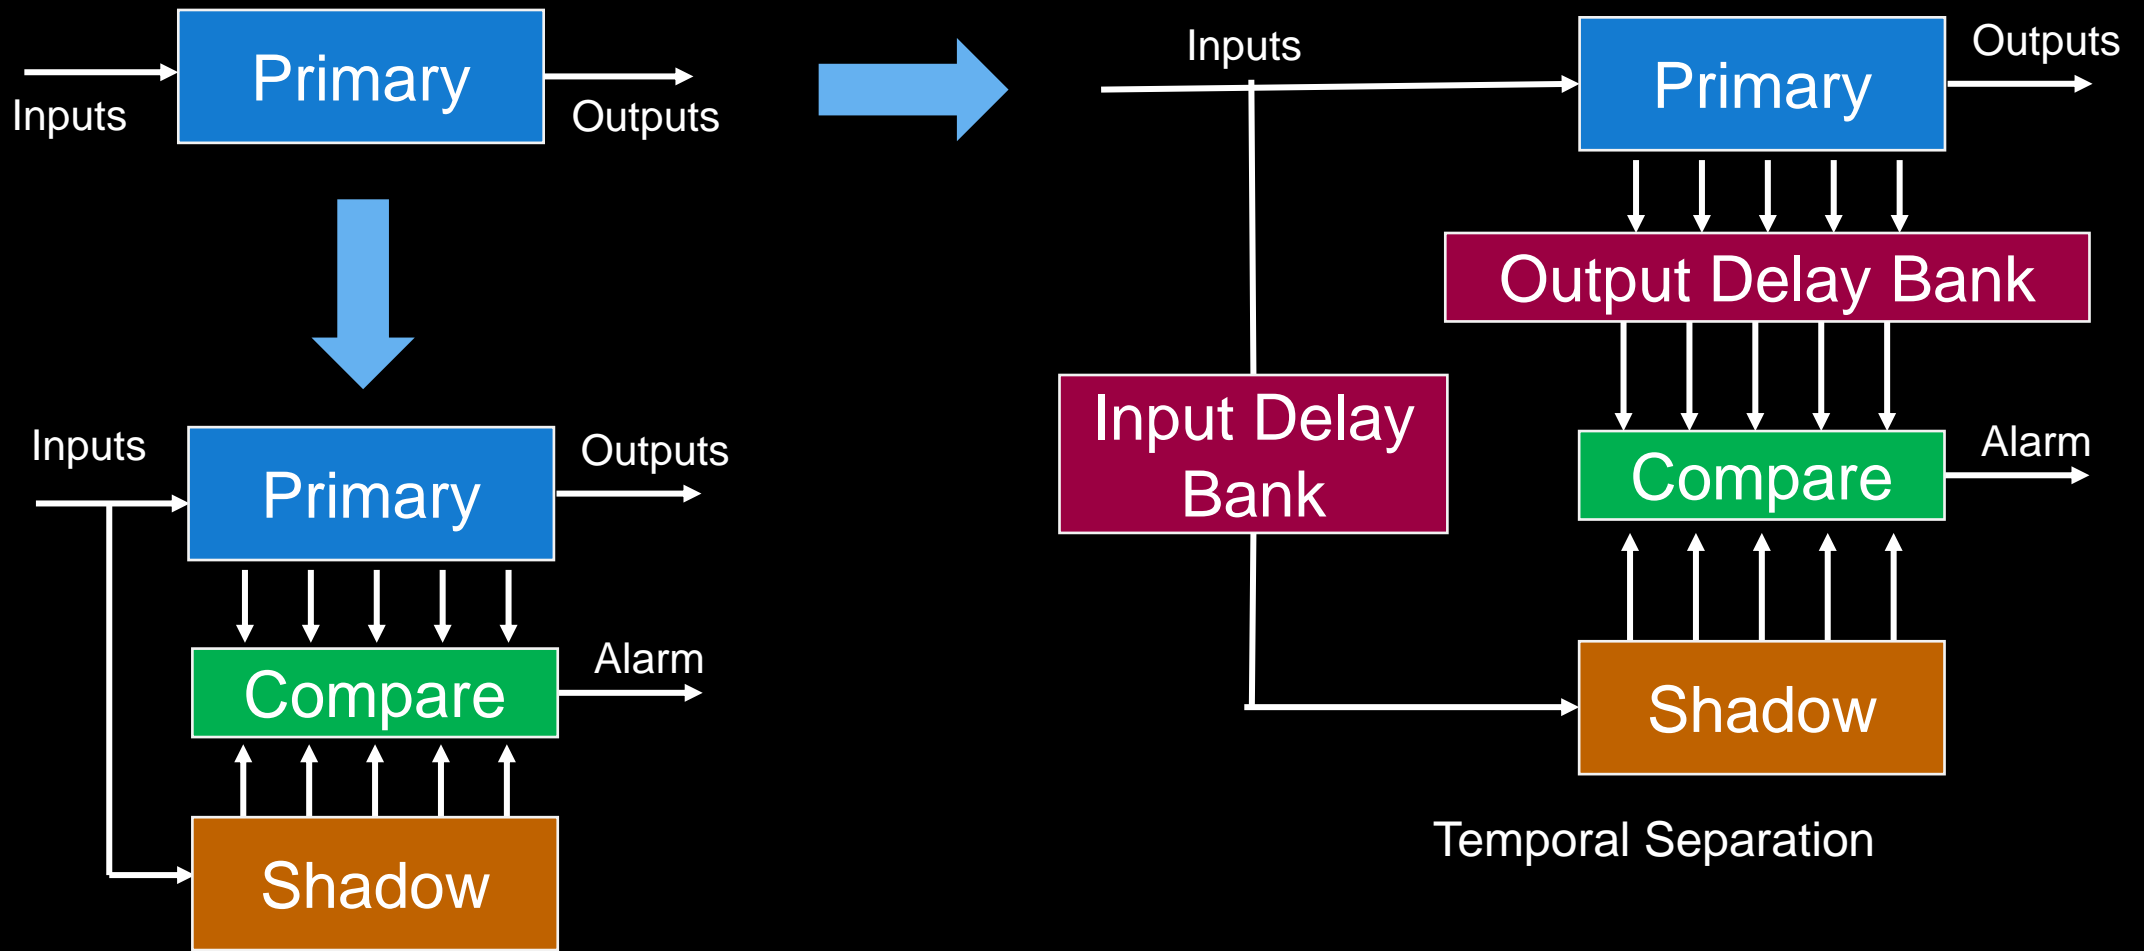 Primary
Inputs
Outputs
Inputs
Primary
Outputs
Compare
Alarm
Shadow
Inputs
Primary
Outputs
Output Delay Bank
Input Delay
Bank
Compare
Alarm
Shadow
Temporal Separation